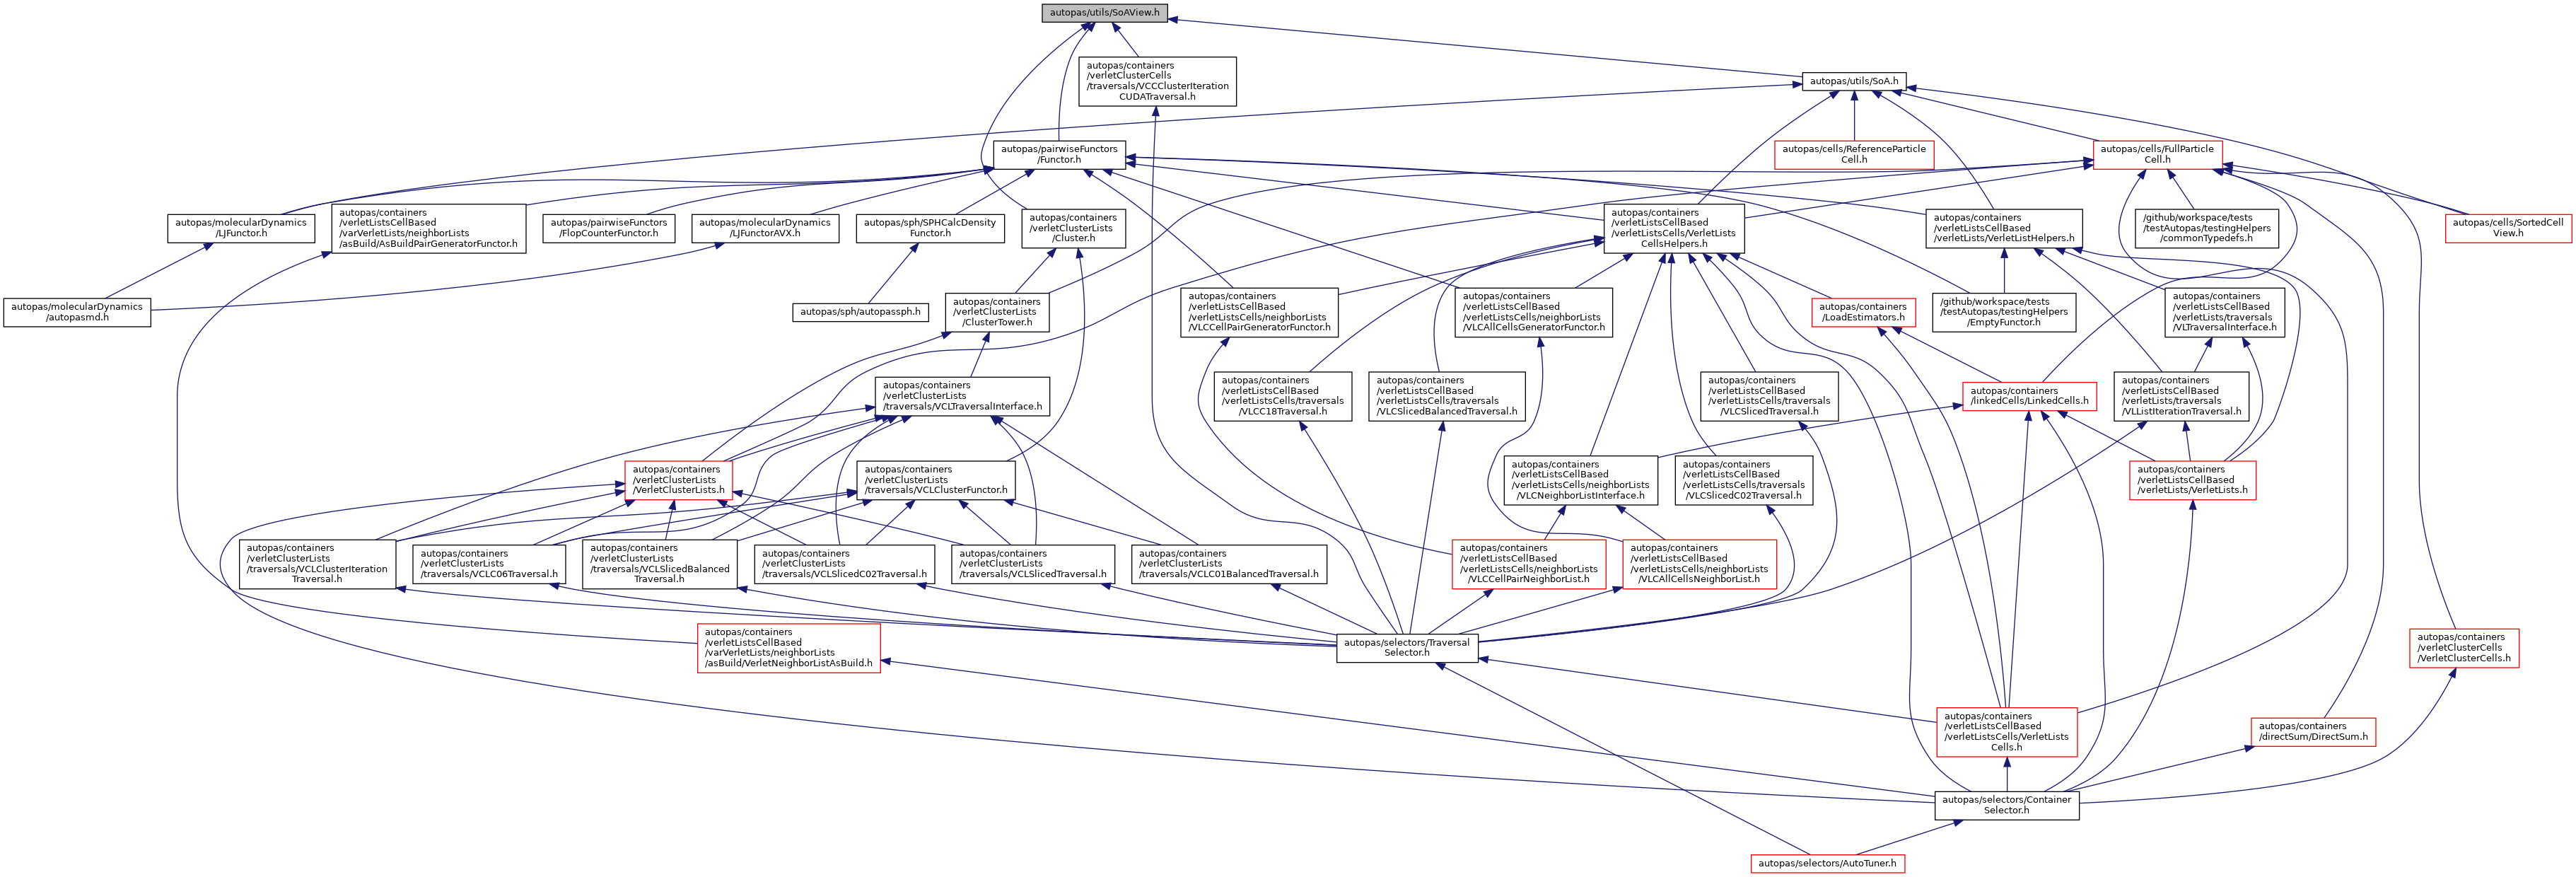 autopas/utils/SoAView.h
autopas/containers
/verletClusterCells
/traversals/VCCClusterIteration
CUDATraversal.h
autopas/utils/SoA.h
autopas/pairwiseFunctors
/Functor.h
autopas/cells/ReferenceParticle
Cell.h
autopas/cells/FullParticle
Cell.h
autopas/molecularDynamics
/LJFunctor.h
autopas/containers
/verletListsCellBased
/varVerletLists/neighborLists
/asBuild/AsBuildPairGeneratorFunctor.h
autopas/pairwiseFunctors
/FlopCounterFunctor.h
autopas/molecularDynamics
/LJFunctorAVX.h
autopas/sph/SPHCalcDensity
Functor.h
autopas/containers
/verletClusterLists
/Cluster.h
autopas/containers
/verletListsCellBased
/verletListsCells/VerletLists
CellsHelpers.h
autopas/containers
/verletListsCellBased
/verletLists/VerletListHelpers.h
/github/workspace/tests
/testAutopas/testingHelpers
/commonTypedefs.h
autopas/cells/SortedCell
View.h
autopas/molecularDynamics
/autopasmd.h
autopas/sph/autopassph.h
autopas/containers
/verletClusterLists
/ClusterTower.h
autopas/containers
/verletListsCellBased
/verletListsCells/neighborLists
/VLCCellPairGeneratorFunctor.h
autopas/containers
/verletListsCellBased
/verletListsCells/neighborLists
/VLCAllCellsGeneratorFunctor.h
autopas/containers
/LoadEstimators.h
/github/workspace/tests
/testAutopas/testingHelpers
/EmptyFunctor.h
autopas/containers
/verletListsCellBased
/verletLists/traversals
/VLTraversalInterface.h
autopas/containers
/verletClusterLists
/traversals/VCLTraversalInterface.h
autopas/containers
/verletListsCellBased
/verletListsCells/traversals
/VLCC18Traversal.h
autopas/containers
/verletListsCellBased
/verletListsCells/traversals
/VLCSlicedBalancedTraversal.h
autopas/containers
/verletListsCellBased
/verletListsCells/traversals
/VLCSlicedTraversal.h
autopas/containers
/linkedCells/LinkedCells.h
autopas/containers
/verletListsCellBased
/verletLists/traversals
/VLListIterationTraversal.h
autopas/containers
/verletClusterLists
/VerletClusterLists.h
autopas/containers
/verletClusterLists
/traversals/VCLClusterFunctor.h
autopas/containers
/verletListsCellBased
/verletListsCells/neighborLists
/VLCNeighborListInterface.h
autopas/containers
/verletListsCellBased
/verletListsCells/traversals
/VLCSlicedC02Traversal.h
autopas/containers
/verletListsCellBased
/verletLists/VerletLists.h
autopas/containers
/verletClusterLists
/traversals/VCLClusterIteration
Traversal.h
autopas/containers
/verletClusterLists
/traversals/VCLC06Traversal.h
autopas/containers
/verletClusterLists
/traversals/VCLSlicedBalanced
Traversal.h
autopas/containers
/verletClusterLists
/traversals/VCLSlicedC02Traversal.h
autopas/containers
/verletClusterLists
/traversals/VCLSlicedTraversal.h
autopas/containers
/verletClusterLists
/traversals/VCLC01BalancedTraversal.h
autopas/containers
/verletListsCellBased
/verletListsCells/neighborLists
/VLCCellPairNeighborList.h
autopas/containers
/verletListsCellBased
/verletListsCells/neighborLists
/VLCAllCellsNeighborList.h
autopas/containers
/verletListsCellBased
/varVerletLists/neighborLists
/asBuild/VerletNeighborListAsBuild.h
autopas/selectors/Traversal
Selector.h
autopas/containers
/verletClusterCells
/VerletClusterCells.h
autopas/containers
/verletListsCellBased
/verletListsCells/VerletLists
Cells.h
autopas/containers
/directSum/DirectSum.h
autopas/selectors/Container
Selector.h
autopas/selectors/AutoTuner.h